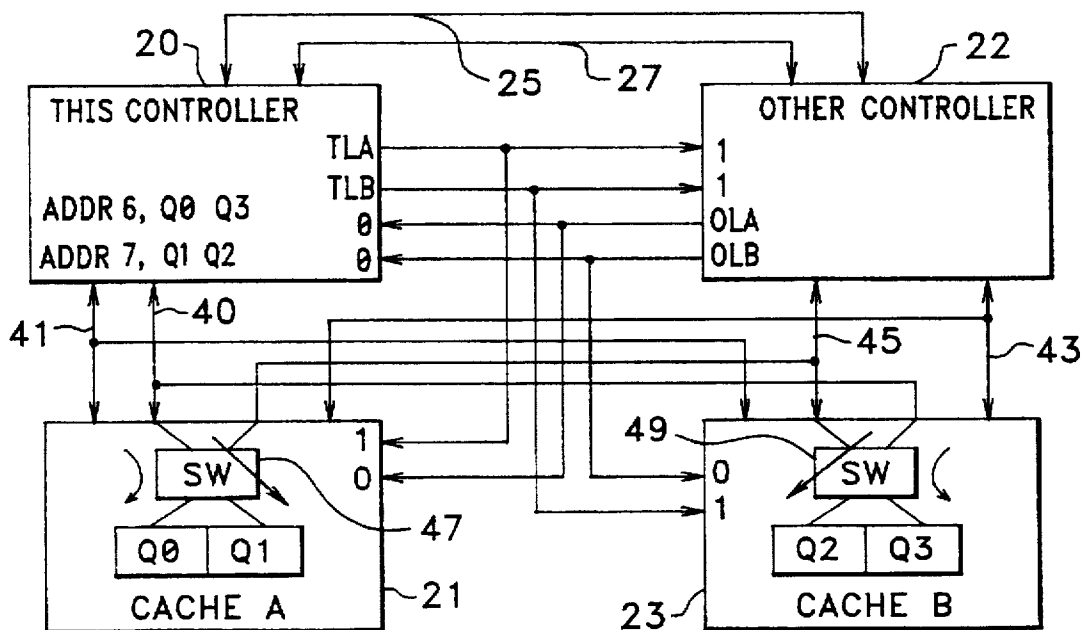 20
25
27
22
THIS CONTROLLER
OTHER CONTROLLER
TLA
1
TLB
1
ADDR 6, Q0 Q3
0
OLA
ADDR 7, Q1 Q2
0
OLB
41
40
45
43
1
0
SW
47
Q0 Q1
CACHE A
21
49
0
1
SW
Q2 Q3
CACHE B
23